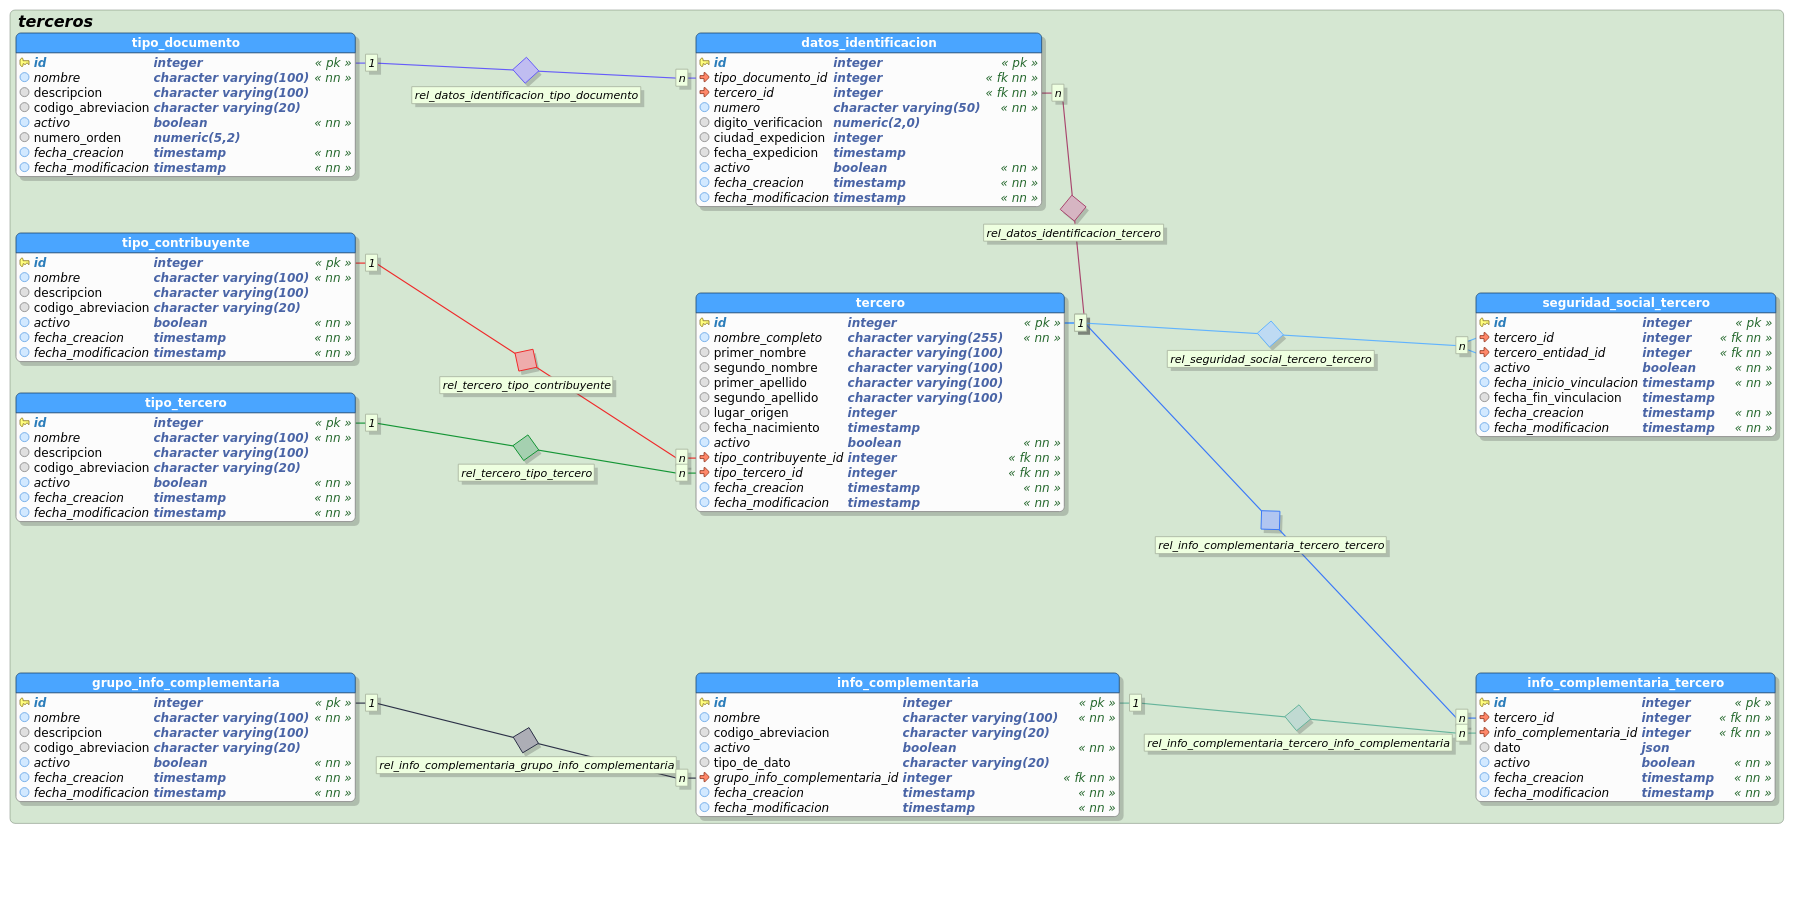 terceros
tipo_documento
id integer « pk »
nombre character varying(100) « nn »
descripcion character varying(100)
codigo_abreviacion character varying(20)
activo boolean « nn »
numero_orden numeric(5,2)
fecha_creacion timestamp « nn »
fecha_modificacion timestamp « nn »
1
rel_datos_identificacion_tipo_documento
n
datos_identificacion
id integer « pk »
tipo_documento_id integer « fk nn »
tercero_id integer « fk nn »
numero character varying(50) « nn »
digito_verificacion numeric(2,0)
ciudad_expedicion integer
fecha_expedicion timestamp
activo boolean « nn »
fecha_creacion timestamp « nn »
fecha_modificacion timestamp « nn »
n
rel_datos_identificacion_tercero
tipo_contribuyente
id integer « pk »
nombre character varying(100) « nn »
descripcion character varying(100)
codigo_abreviacion character varying(20)
activo boolean « nn »
fecha_creacion timestamp « nn »
fecha_modificacion timestamp « nn »
1
rel_tercero_tipo_contribuyente
n
tipo_tercero
id integer « pk »
nombre character varying(100) « nn »
descripcion character varying(100)
codigo_abreviacion character varying(20)
activo boolean « nn »
fecha_creacion timestamp « nn »
fecha_modificacion timestamp « nn »
1
rel_tercero_tipo_tercero
n
tercero
id integer « pk »
nombre_completo character varying(255) « nn »
primer_nombre character varying(100)
segundo_nombre character varying(100)
primer_apellido character varying(100)
segundo_apellido character varying(100)
lugar_origen integer
fecha_nacimiento timestamp
activo boolean « nn »
tipo_contribuyente_id integer « fk nn »
tipo_tercero_id integer « fk nn »
fecha_creacion timestamp « nn »
fecha_modificacion timestamp « nn »
1
rel_seguridad_social_tercero_tercero
n
seguridad_social_tercero
id integer « pk »
tercero_id integer « fk nn »
tercero_entidad_id integer « fk nn »
activo boolean « nn »
fecha_inicio_vinculacion timestamp « nn »
fecha_fin_vinculacion timestamp
fecha_creacion timestamp « nn »
fecha_modificacion timestamp « nn »
rel_info_complementaria_tercero_tercero
grupo_info_complementaria
id integer « pk »
nombre character varying(100) « nn »
descripcion character varying(100)
codigo_abreviacion character varying(20)
activo boolean « nn »
fecha_creacion timestamp « nn »
fecha_modificacion timestamp « nn »
1
rel_info_complementaria_grupo_info_complementaria
n
info_complementaria
id integer « pk »
nombre character varying(100) « nn »
codigo_abreviacion character varying(20)
activo boolean « nn »
tipo_de_dato character varying(20)
grupo_info_complementaria_id integer « fk nn »
fecha_creacion timestamp « nn »
fecha_modificacion timestamp « nn »
1
rel_info_complementaria_tercero_info_complementaria
n
n
info_complementaria_tercero
id integer « pk »
tercero_id integer « fk nn »
info_complementaria_id integer « fk nn »
dato json
activo boolean « nn »
fecha_creacion timestamp « nn »
fecha_modificacion timestamp « nn »